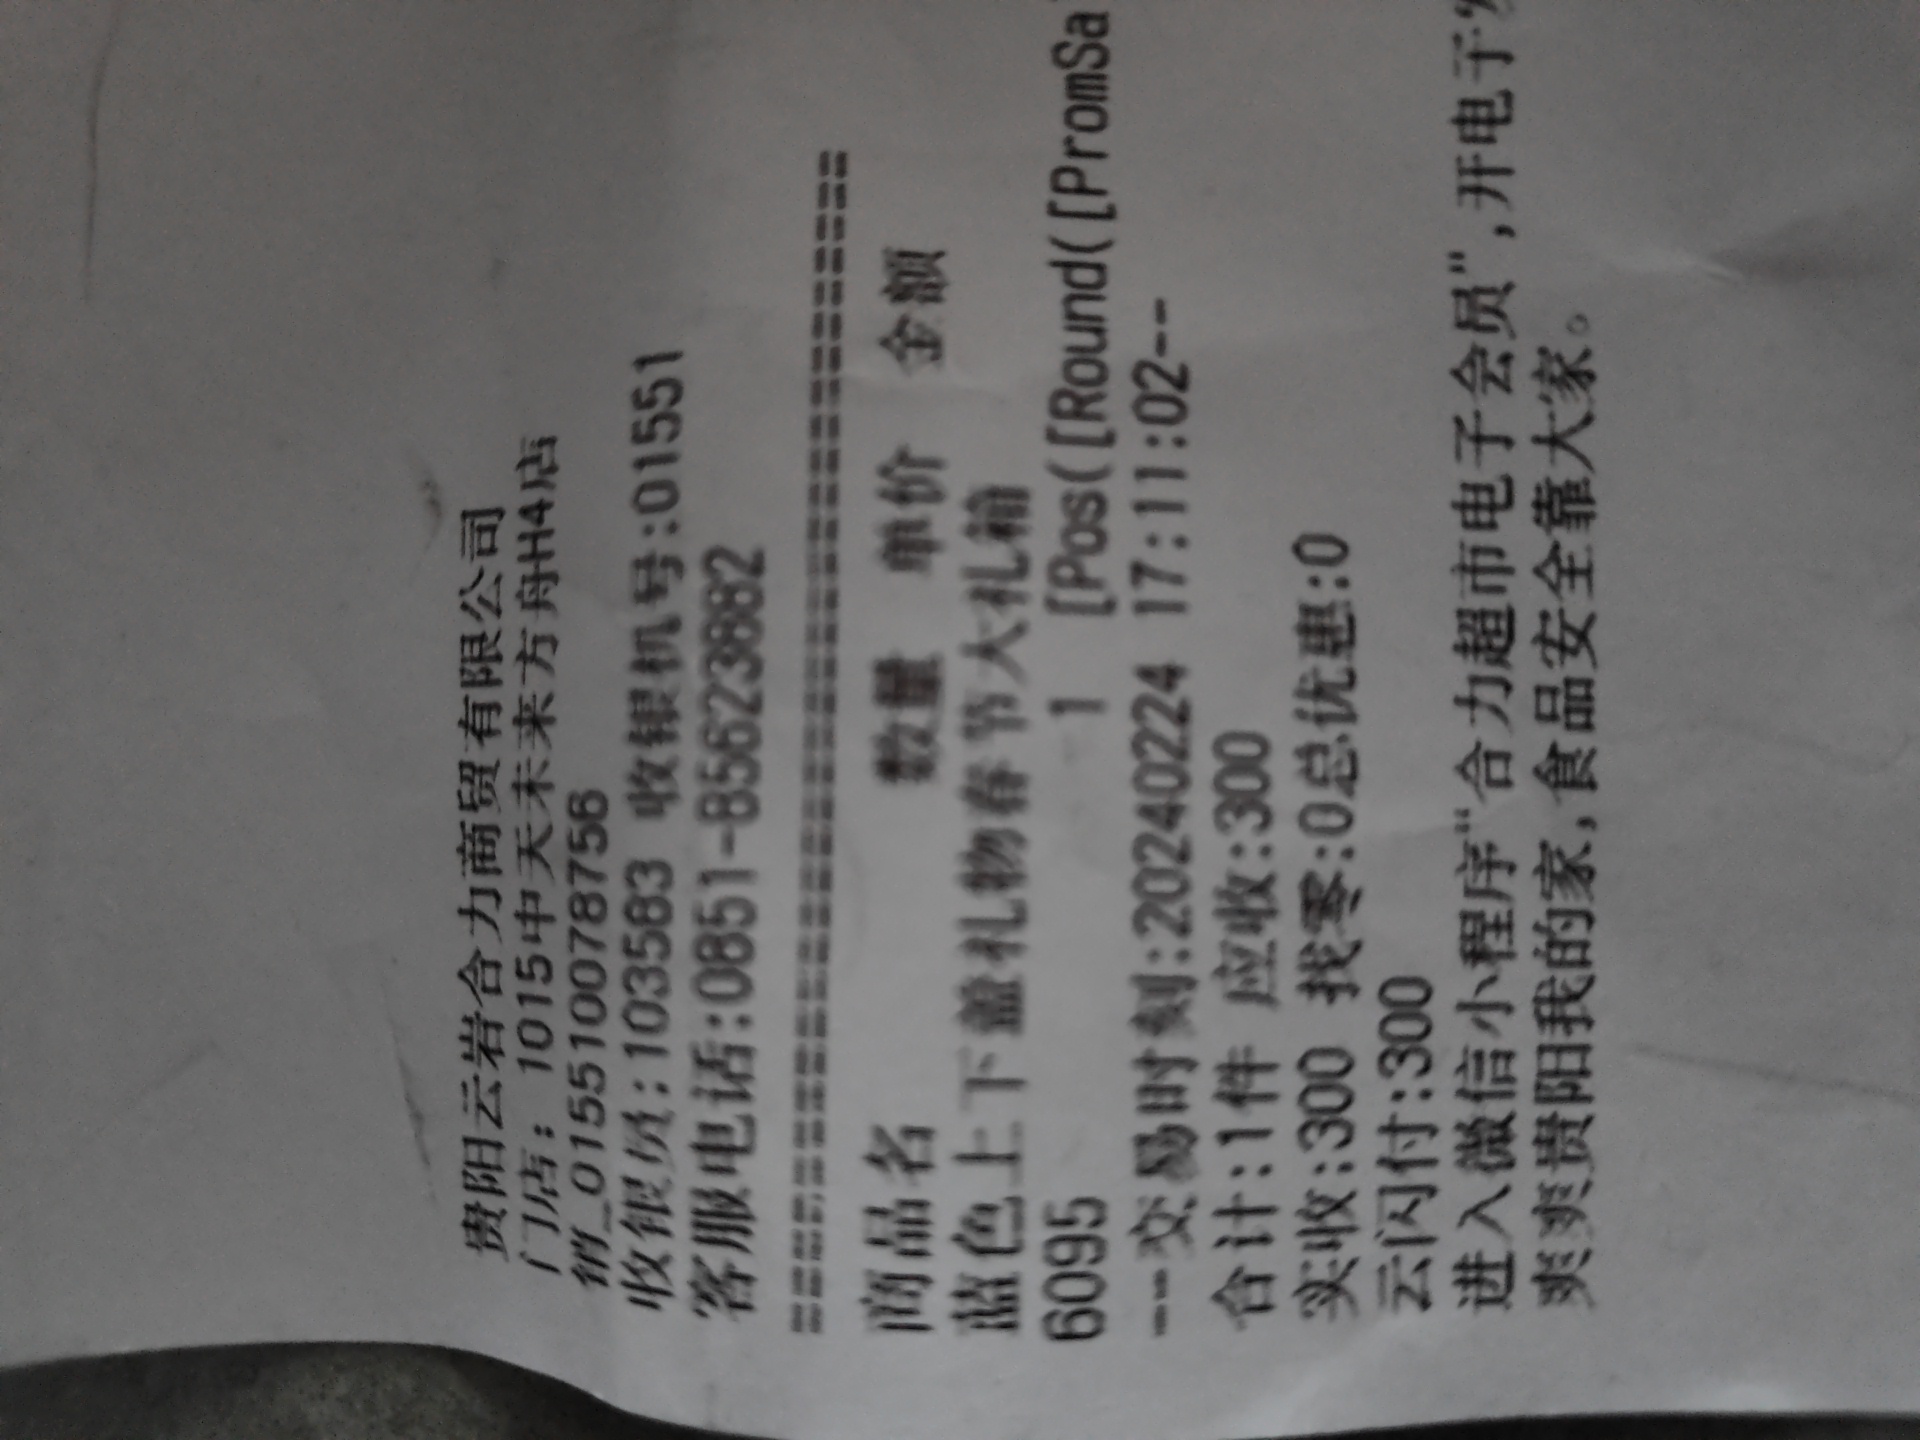 贵阳云岩合力商贸有限公司
门店: 1015中天未来方舟H4店
销_0155100787756
收银员:1033583 收银机号:01551
客服电话:0851-85623882
商品名 数量 单价 金额
蓝色上下盖礼物春节大礼箱
6095 1 [Pos([Round([PromSa
---交易时刻:20240224 17:11:02--
合计:1件 应收:300
实收:300 找零:0总优惠:0
云闪付:300
进入微信小程序"合力超市电子会员",开电子
爽爽贵阳我的家,食品安全靠大家。